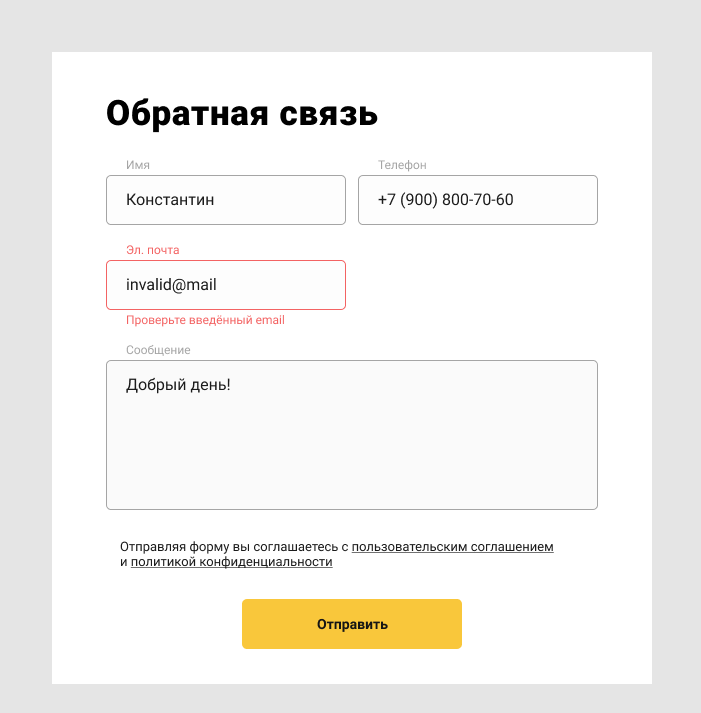 Обратная связь
Имя
Телефон
Константин
+7 (900) 800-70-60
Эл. почта
invalid@mail
Проверьте введённый email
Сообщение
Добрый день!
Отправляя форму вы соглашаетесь с пользовательским соглашением
и политикой конфиденциальности
Отправить